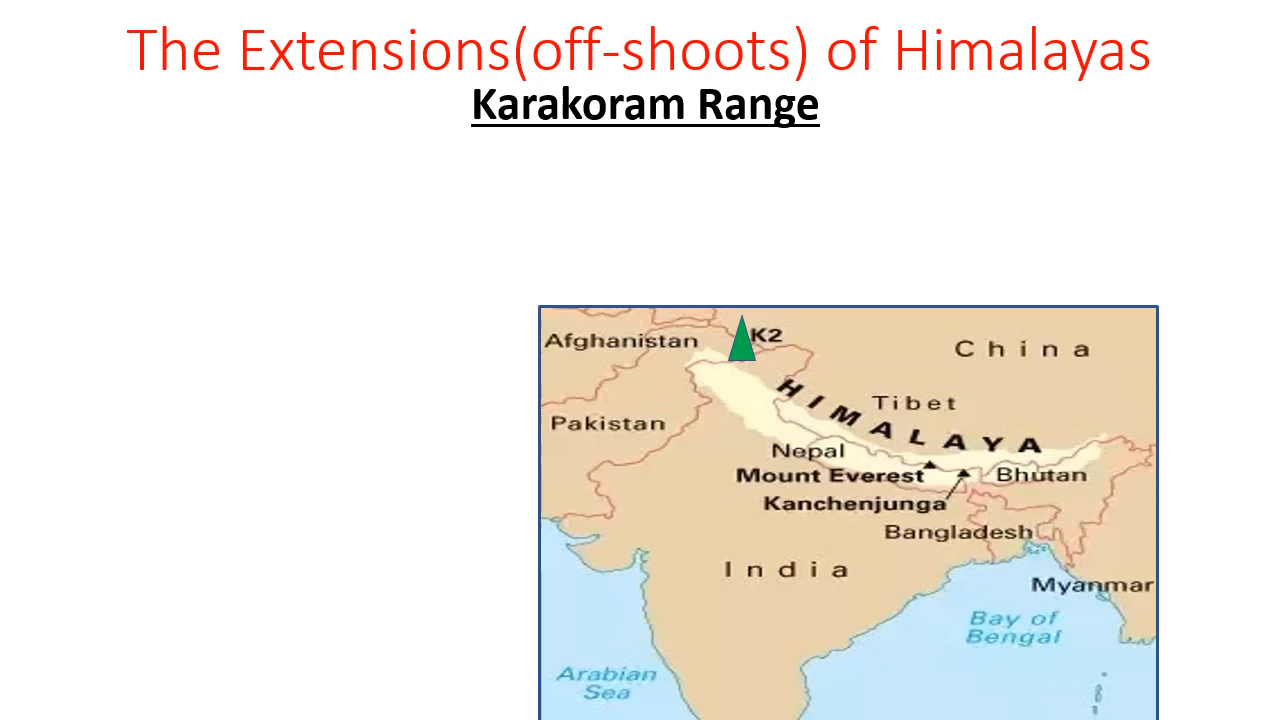 The Extensions(off-shoots) of Himalayas
Karakoram Range
K2
Afghanistan
China
HIMALAYA
Tibet
Pakistan
Nepal
Mount Everest
Bhutan
Kanchenjunga
Bangladesh
India
Myanmar
Bay of
Bengal
Arabian
Sea